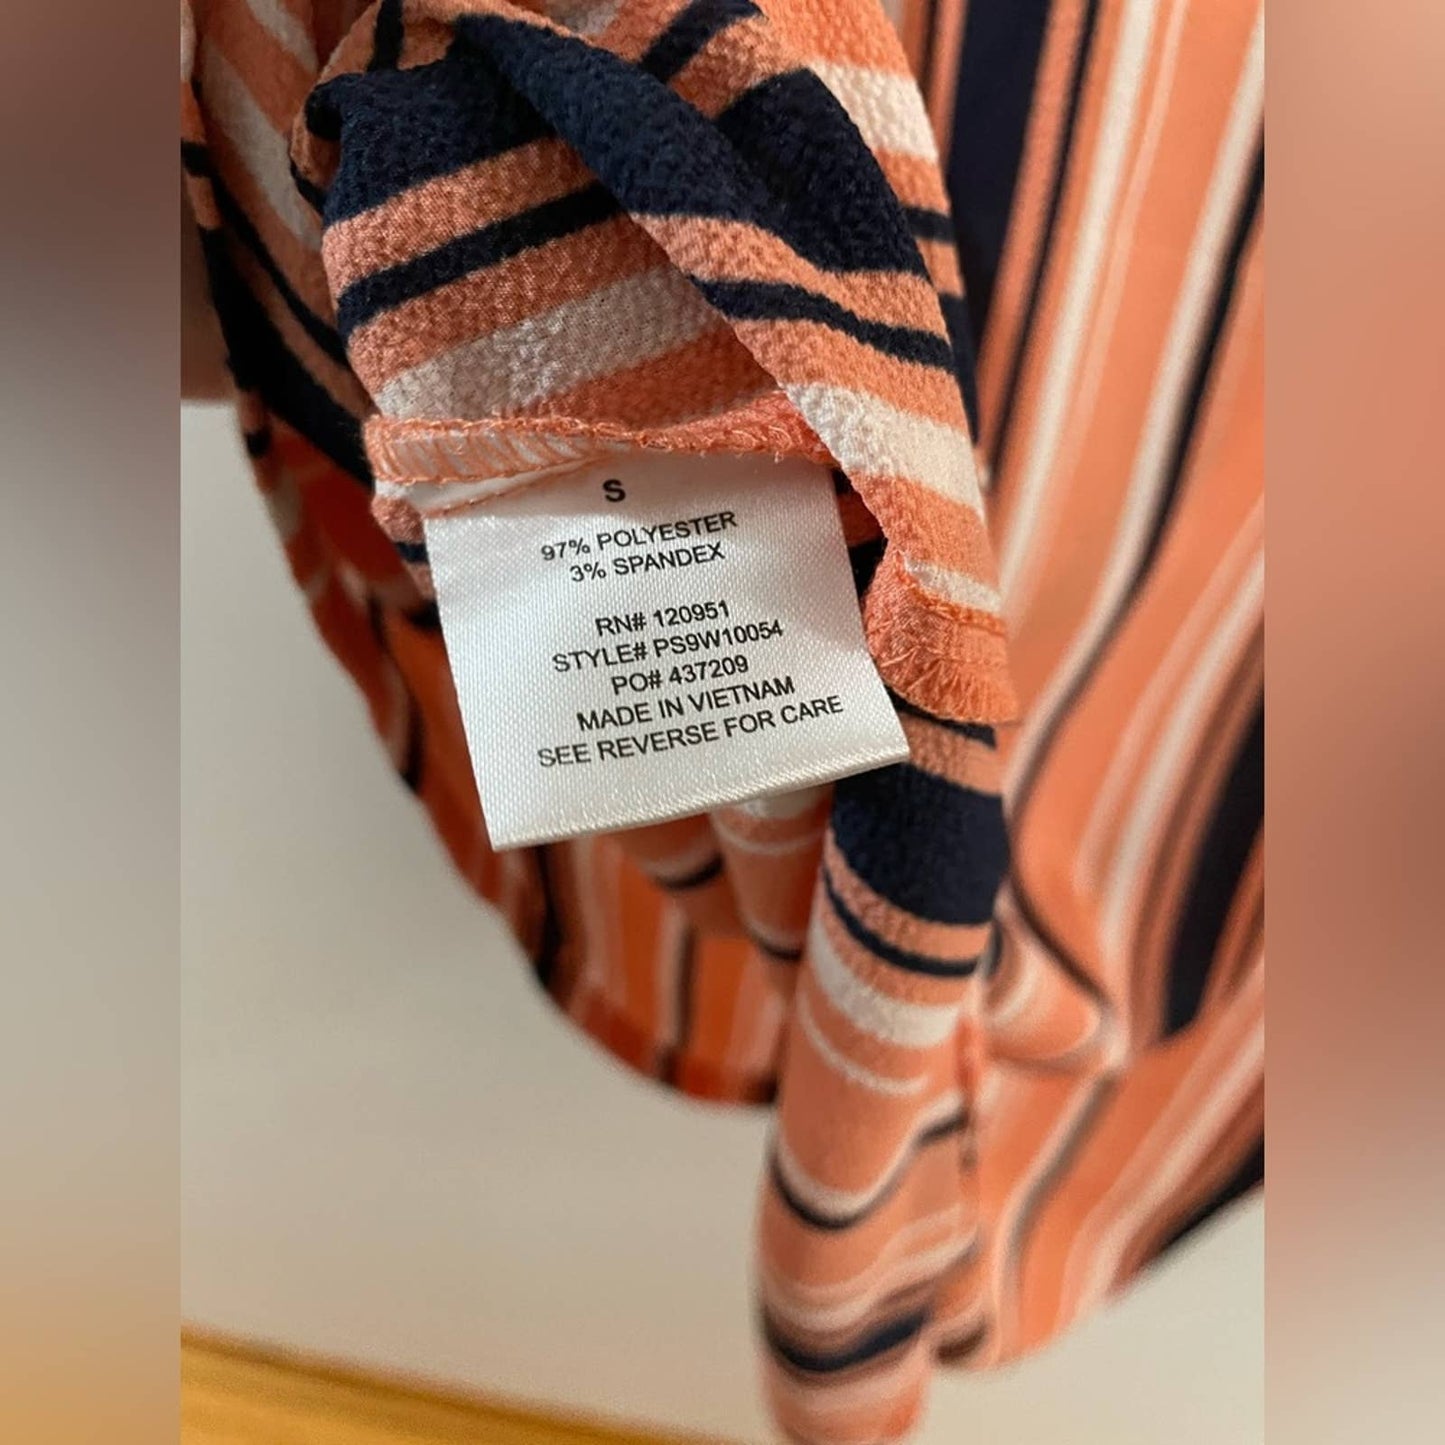 S
97% POLYESTER
3% SPANDEX
RN# 120951
STYLE# PS9W10054
PO# 437209
MADE IN VIETNAM
SEE REVERSE FOR CARE